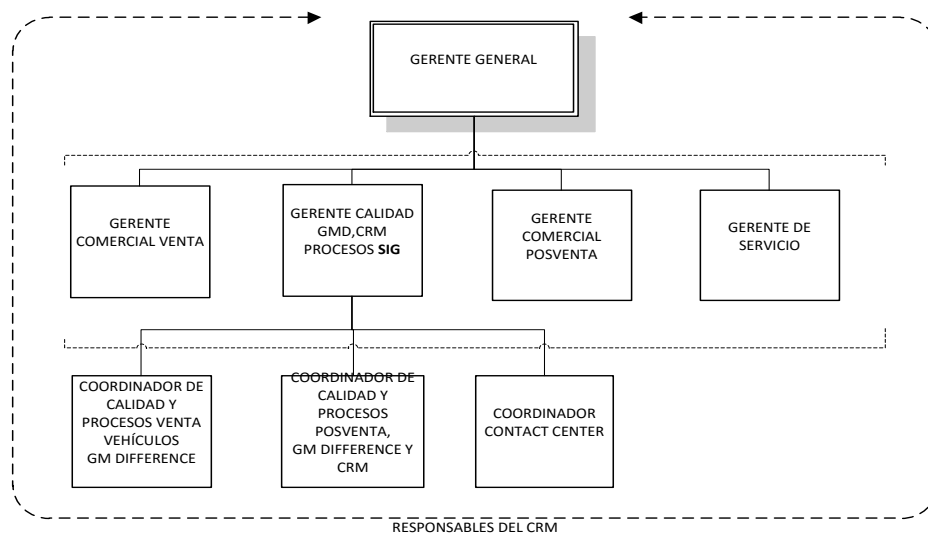 GERENTE GENERAL
GERENTE
COMERCIAL VENTA
GERENTE CALIDAD
GMD,CRM
PROCESOS SIG
GERENTE
COMERCIAL
POSVENTA
GERENTE DE
SERVICIO
COORDINADOR DE
CALIDAD Y
PROCESOS VENTA
VEHÍCULOS
GM DIFFERENCE
COORDINADOR DE
CALIDAD Y
PROCESOS
POSVENTA,
GM DIFFERENCE Y
CRM
COORDINADOR
CONTACT CENTER
RESPONSABLES DEL CRM